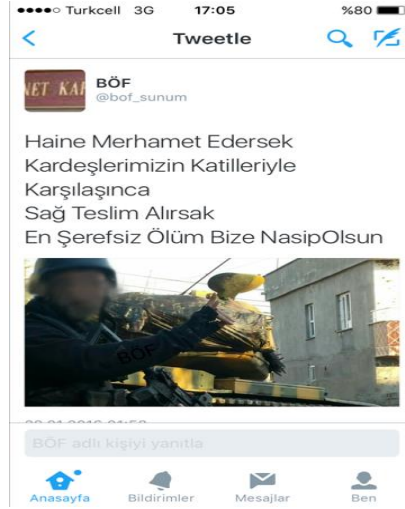 Turkcell 3G 17:05 %80
Tweetle
NET KAR
BÖF
@bof_sunum
Haine Merhamet Edersek
Kardeşlerimizin Katilleriyle
Karşılaşınca
Sağ Teslim Alırsak
En Şerefsiz Ölüm Bize NasipOlsun
BÖF
BÖF adlı kişiyi yanıtla
Anasayfa Bildirimler Mesajlar Ben